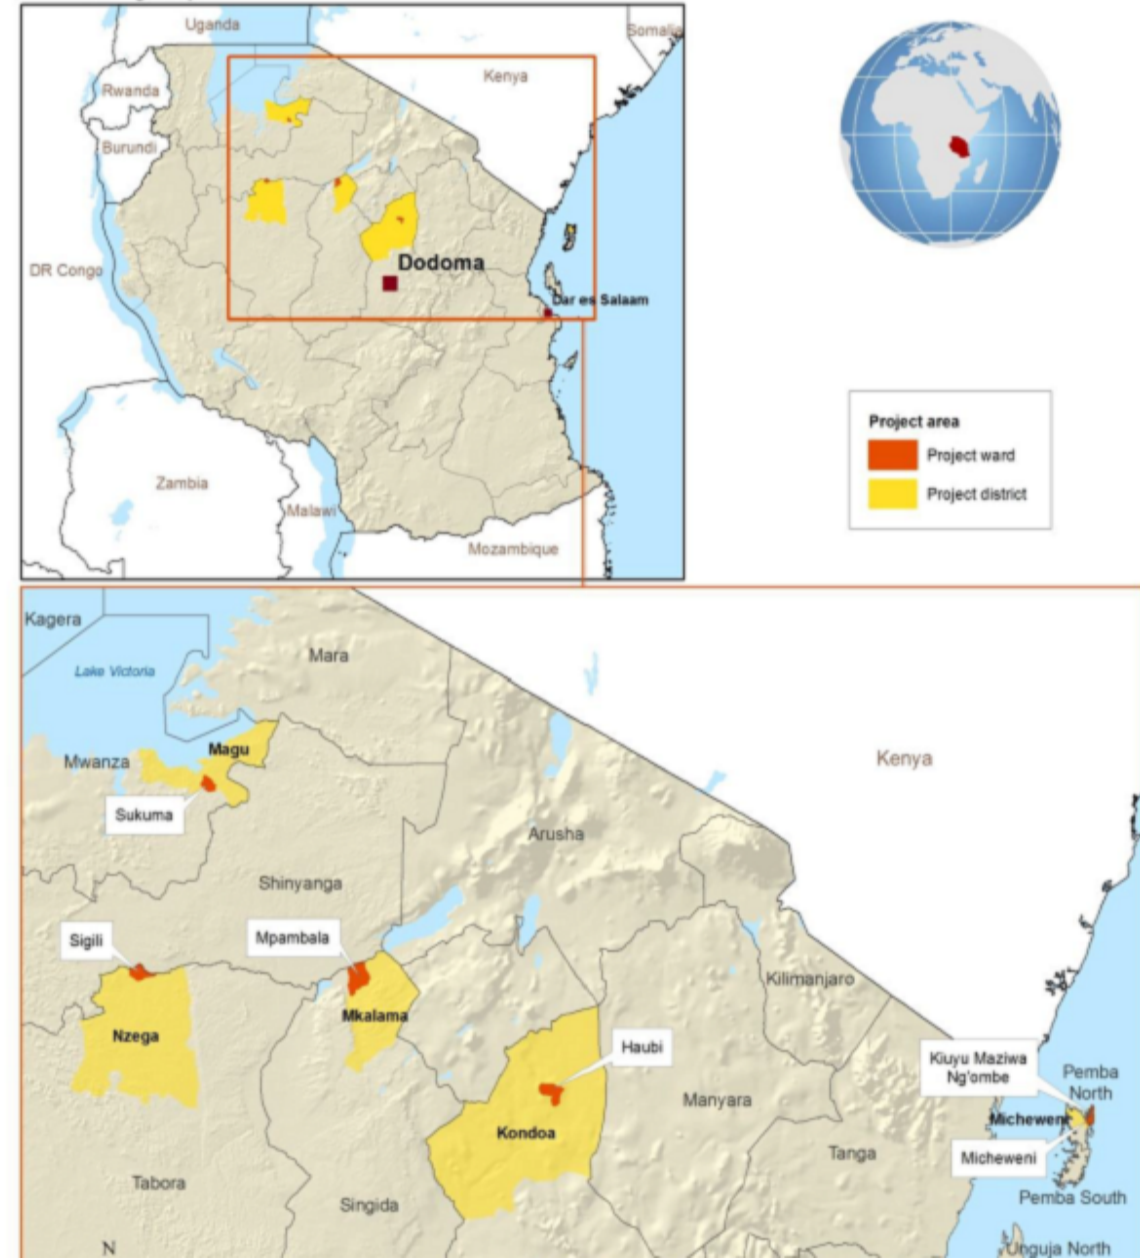 Uganda
Somalia
Kenya
Rwanda
Burundi
DR Congo
Dodoma
Dar es Salaam
Zambia
Malawi
Mozambique
Project area
Project ward
Project district
Kagera
Mara
Lake Victoria
Magu
Mwanza
Kenya
Sukuma
Arusha
Shinyanga
Sigili
Mpambala
Kilimanjaro
Mkalama
Nzega
Haubi
Kiuyu Maziwa
Ng'ombe
Pemba
North
Manyara
Micheweni
Kondoa
Tanga
Micheweni
Tabora
Singida
Pemba South
N
Unguja North